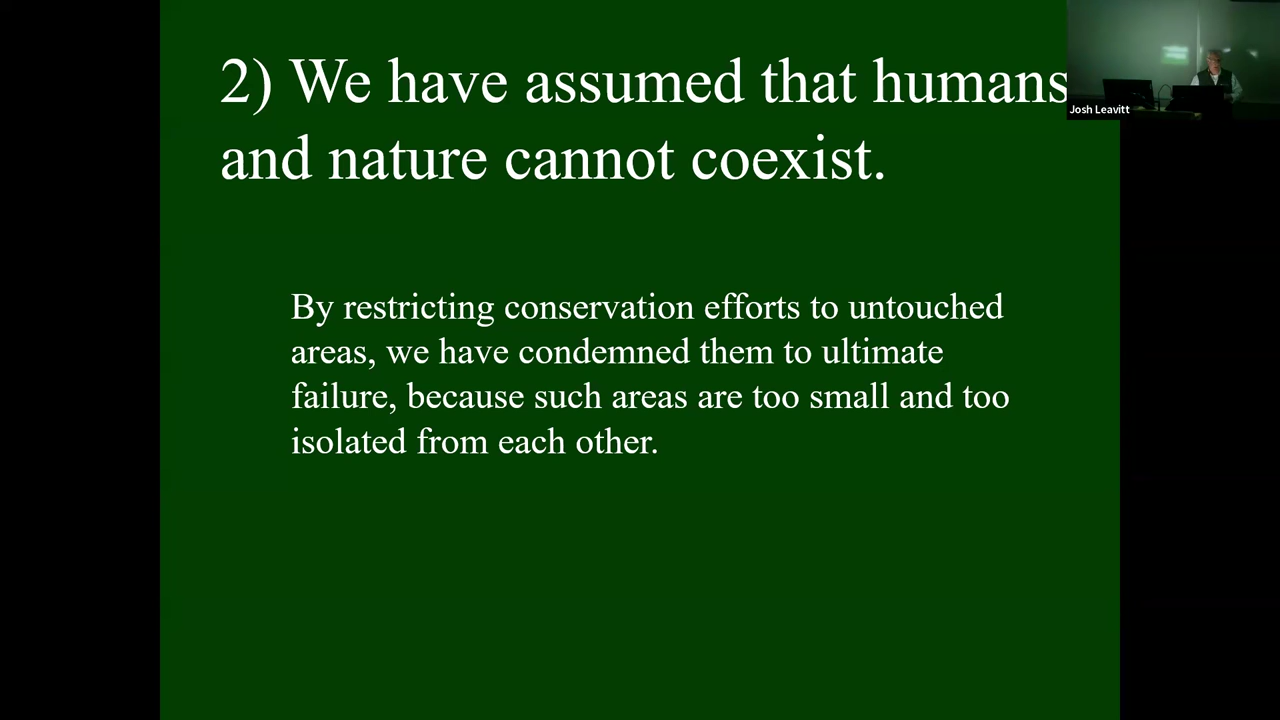 2) We have assumed that humans
and nature cannot coexist.
Josh Leavitt
By restricting conservation efforts to untouched
areas, we have condemned them to ultimate
failure, because such areas are too small and too
isolated from each other.